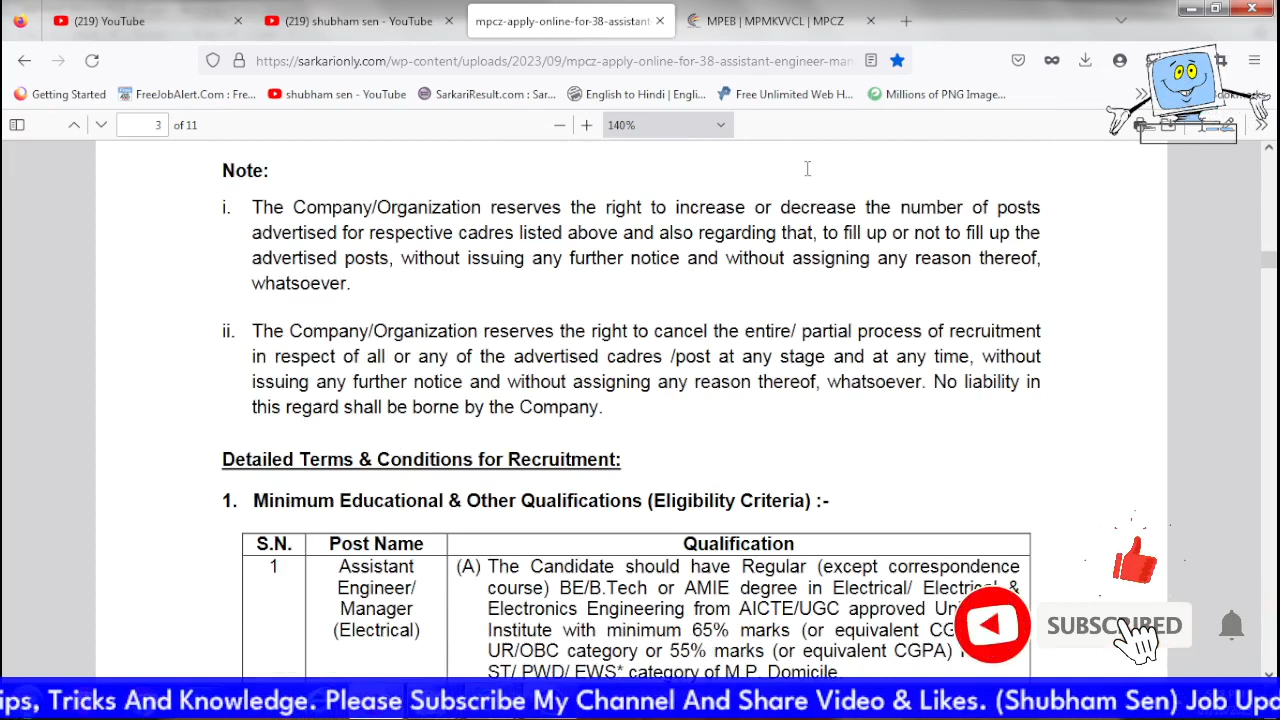 (219) YouTube
(219) shubham sen - YouTube
mpcz-apply-online-for-38-assistant
MPEB | MPMKVVCL | MPCZ
https://sarkarionly.com/wp-content/uploads/2023/09/mpcz-apply-online-for-38-assistant-engineer-man
Getting Started
FreeJobAlert.Com : Fre...
shubham sen - YouTube
SarkaResult.com : Sar...
English to Hindi | Engli...
Free Unlimited Web H...
Millions of PNG Image...
3 of 11
140%
Note:
i. The Company/Organization reserves the right to increase or decrease the number of posts
advertised for respective cadres listed above and also regarding that, to fill up or not to fill up the
advertised posts, without issuing any further notice and without assigning any reason thereof,
whatsoever.
ii. The Company/Organization reserves the right to cancel the entire/ partial process of recruitment
in respect of all or any of the advertised cadres /post at any stage and at any time, without
issuing any further notice and without assigning any reason thereof, whatsoever. No liability in
this regard shall be borne by the Company.
Detailed Terms & Conditions for Recruitment:
1. Minimum Educational & Other Qualifications (Eligibility Criteria) :-
S.N. Post Name Qualification
1 Assistant (A) The Candidate should have Regular (except correspondence
Engineer/ course) BE/B.Tech or AMIE degree in Electrical/ Electrical &
Manager Electronics Engineering from AICTE/UGC approved
(Electrical) Institute with minimum 65% marks (or equivalent
UR/OBC category or 55% marks (or equivalent CGPA)
ST/ PWD/ EWS* category of M.P. Domicile.
SUBSCRIBED
ips, Tricks And Knowledge. Please Subscribe My Channel And Share Video & Likes. (Shubham Sen) Job Upd